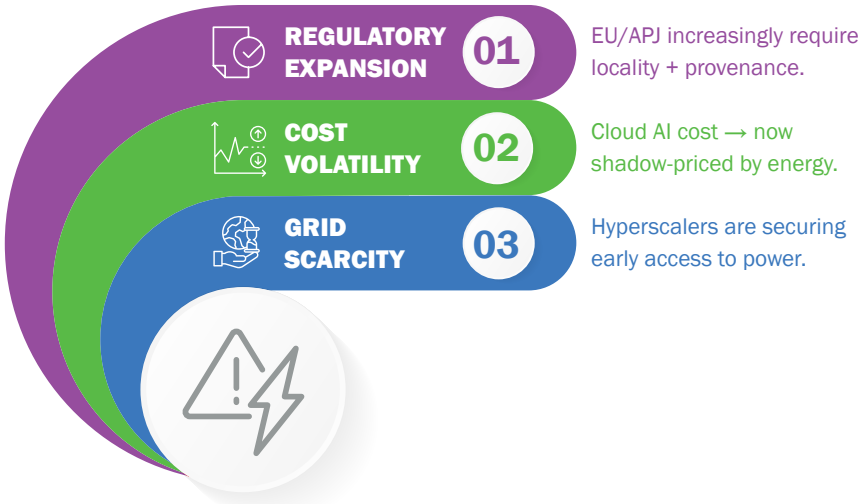 REGULATORY
EXPANSION
01
EU/APJ increasingly require
locality + provenance.
COST
VOLATILITY
02
Cloud AI cost → now
shadow-priced by energy.
GRID
SCARCITY
03
Hyperscalers are securing
early access to power.